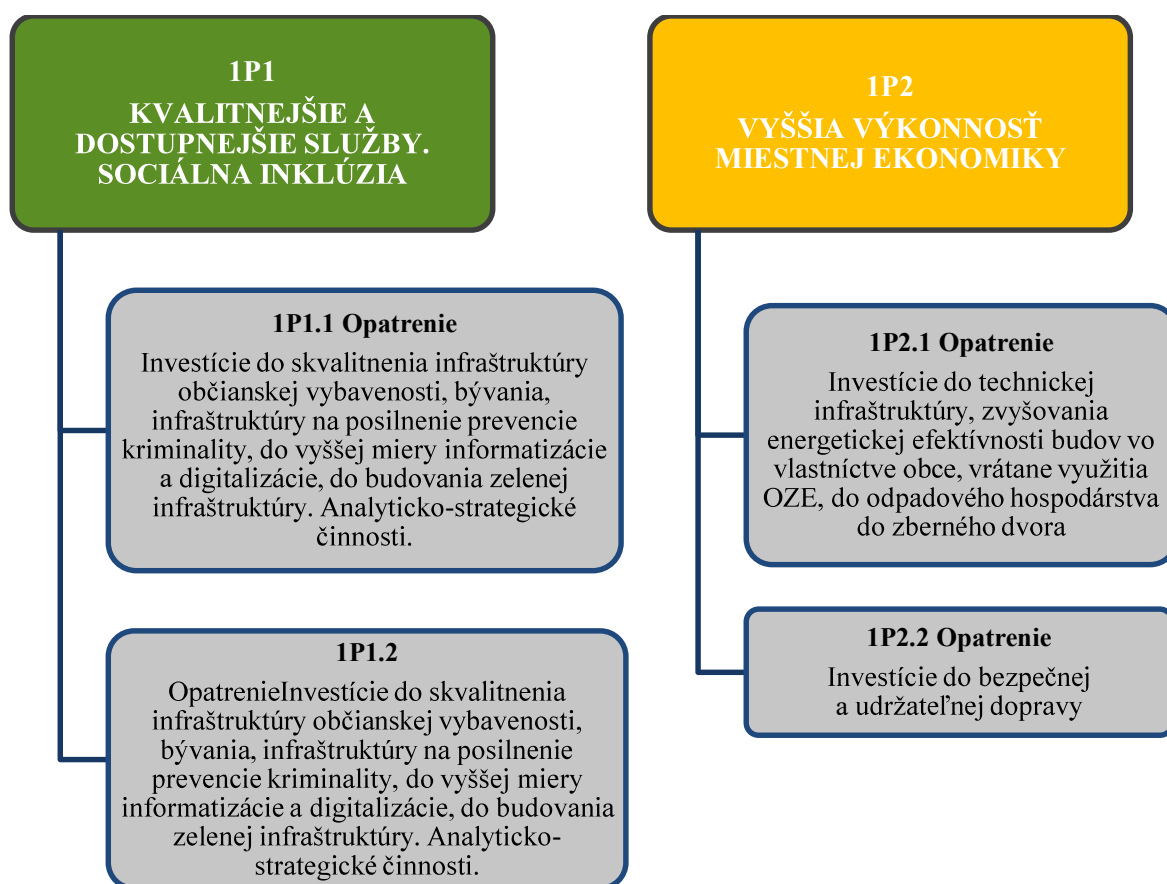 1P1
KVALITNEJŠIE A
DOSTUPNEJŠIE SLUŽBY.
SOCIÁLNA INKLÚZIA
1P1.1 Opatrenie
Investície do skvalitnenia infraštruktúry
občianskej vybavenosti, bývania,
infraštruktúry na posilnenie prevencie
kriminality, do vyššej miery informatizácie
a digitalizácie, do budovania zelenej
infraštruktúry. Analyticko-strategické
činnosti.
1P1.2
OpatrenieInvestície do skvalitnenia
infraštruktúry občianskej vybavenosti,
bývania, infraštruktúry na posilnenie
prevencie kriminality, do vyššej miery
informatizácie a digitalizácie, do budovania
zelenej infraštruktúry. Analyticko-
strategické činnosti.
1P2
VYŠŠIA VÝKONNOSŤ
MIESTNEJ EKONOMIKY
1P2.1 Opatrenie
Investície do technickej
infraštruktúry, zvyšovania
energetickej efektívnosti budov vo
vlastníctve obce, vrátane využitia
OZE, do odpadového hospodárstva
do zberného dvora
1P2.2 Opatrenie
Investície do bezpečnej
a udržateľnej dopravy